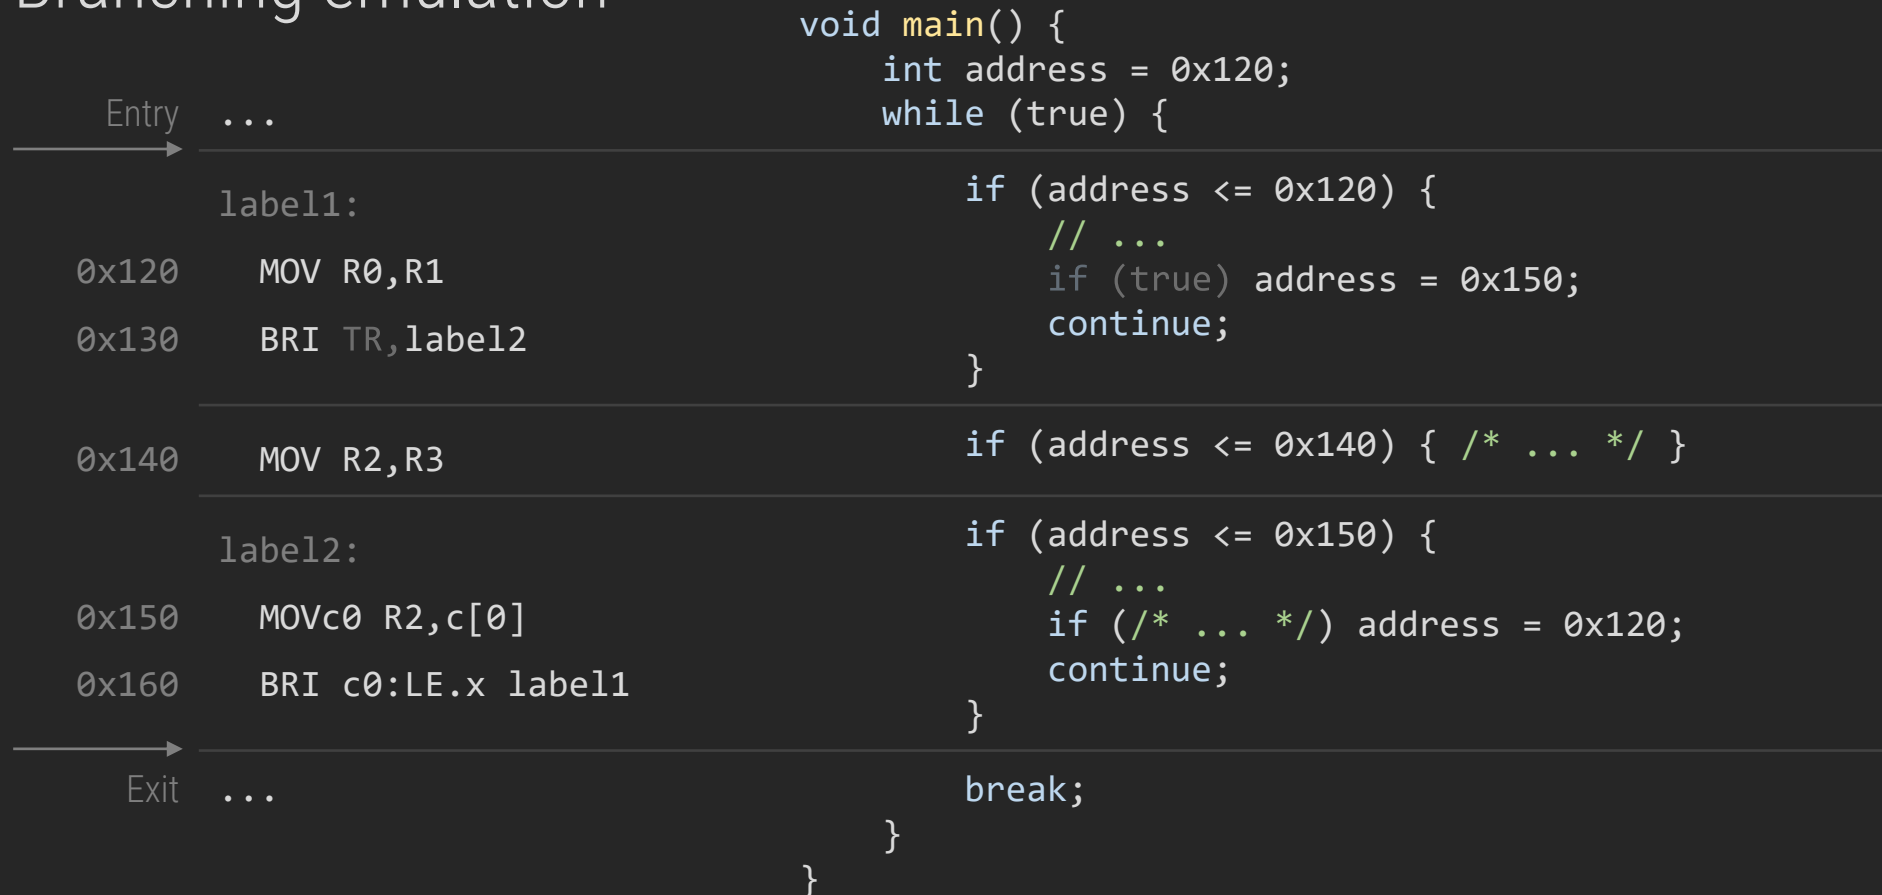 Branching emulation
void main() {
int address = 0x120;
Entry ... while (true) {
label1: if (address <= 0x120) {
// ...
0x120 MOV R0,R1 if (true) address = 0x150;
continue;
0x130 BRI TR,label2
}
0x140 MOV R2,R3 if (address <= 0x140) { /* ... */ }
label2: if (address <= 0x150) {
// ...
0x150 MOVc0 R2,c[0] if (/* ... */) address = 0x120;
0x160 BRI c0:LE.x label1 continue;
}
Exit ... break;
}
}